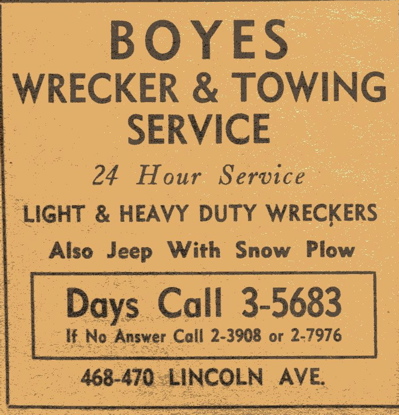 BOYES
WRECKER & TOWING
SERVICE
24 Hour Service
LIGHT & HEAVY DUTY WRECKERS
Also Jeep With Snow Plow
Days Call 3-5683
If No Answer Call 2-3908 or 2-7976
468-470 LINCOLN AVE.